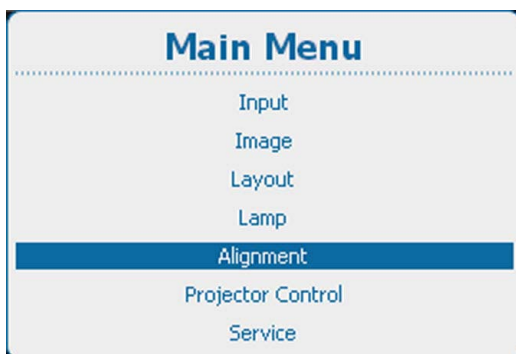 Main Menu
Input
Image
Layout
Lamp
Alignment
Projector Control
Service